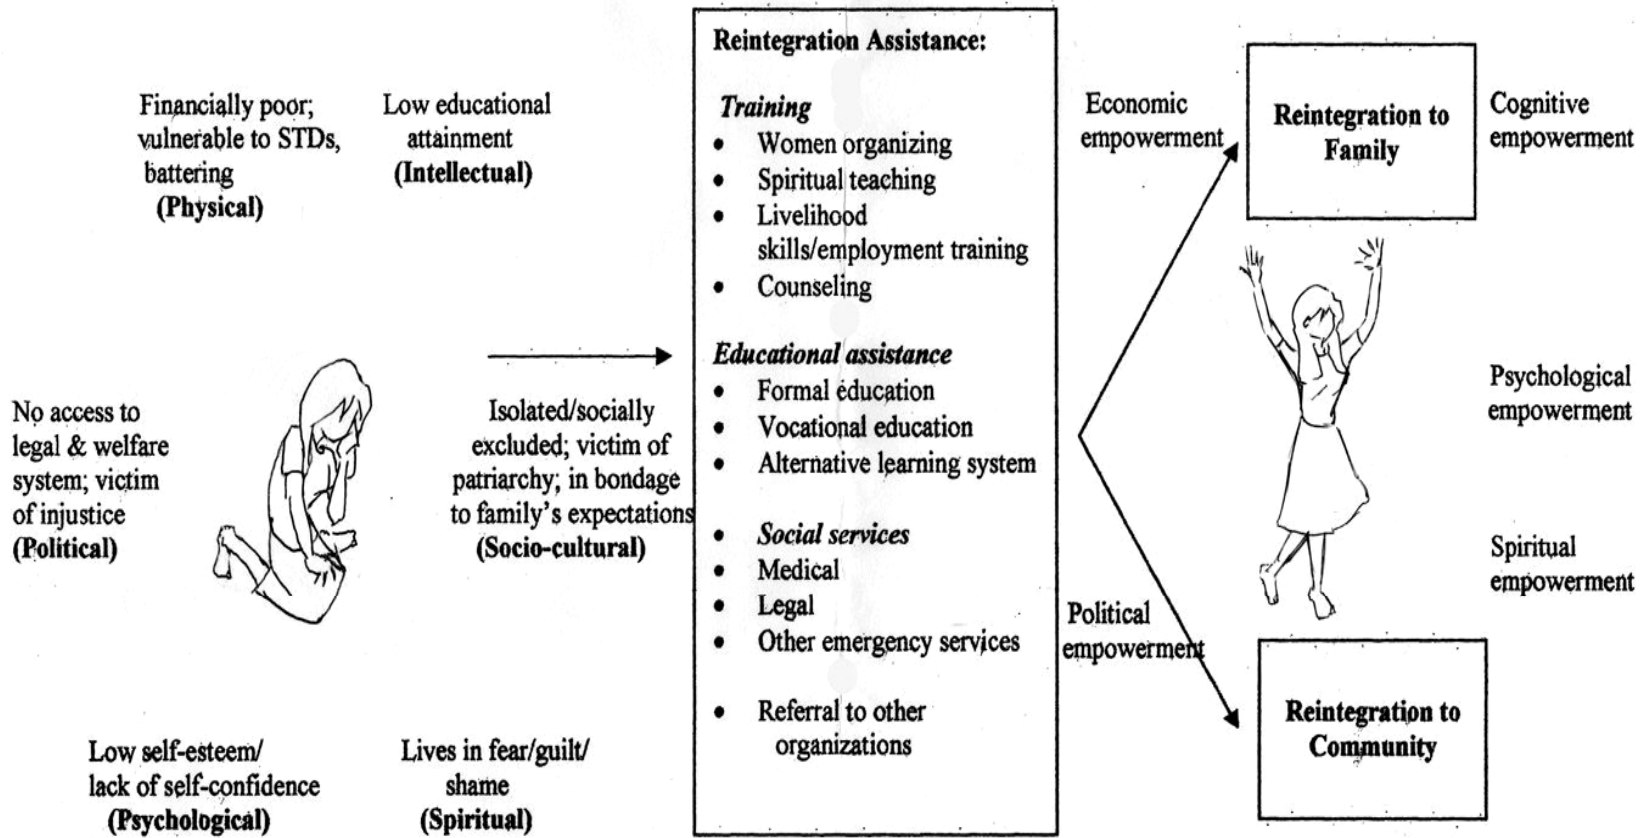 Financially poor;
vulnerable to STDs,
battering
(Physical)
Low educational
attainment
(Intellectual)
No access to
legal & welfare
system; victim
of injustice
(Political)
Isolated/socially
excluded; victim of
patriarchy; in bondage
to family's expectations
(Socio-cultural)
Low self-esteem/
lack of self-confidence
(Psychological)
Lives in fear/guilt/
shame
(Spiritual)
Reintegration Assistance:
Training
• Women organizing
• Spiritual teaching
• Livelihood
skills/employment training
• Counseling
Educational assistance
• Formal education
• Vocational education
• Alternative learning system
• Social services
• Medical
• Legal
• Other emergency services
• Referral to other
organizations
Economic
empowerment
Political
empowerment
Reintegration to
Family
Cognitive
empowerment
Psychological
empowerment
Spiritual
empowerment
Reintegration to
Community